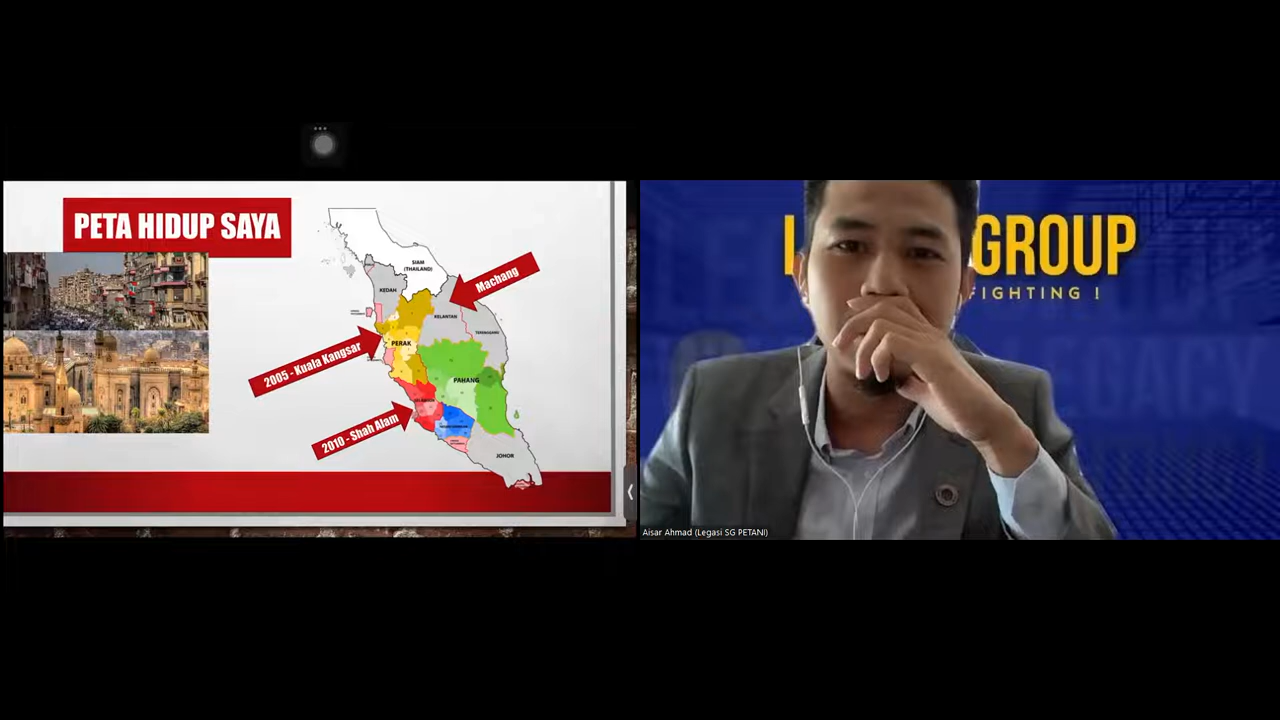 PETA HIDUP SAYA
SIAM
(THAILAND)
Machang
KEDAH
KELANTAN
TERENGGANU
PERAK
2005 - Kuala Kangsar
PAHANG
2010 - Shah Alam
JOHOR
GROUP
FIGHTING !
Aisar Ahmad (Legasi SG PETANI)